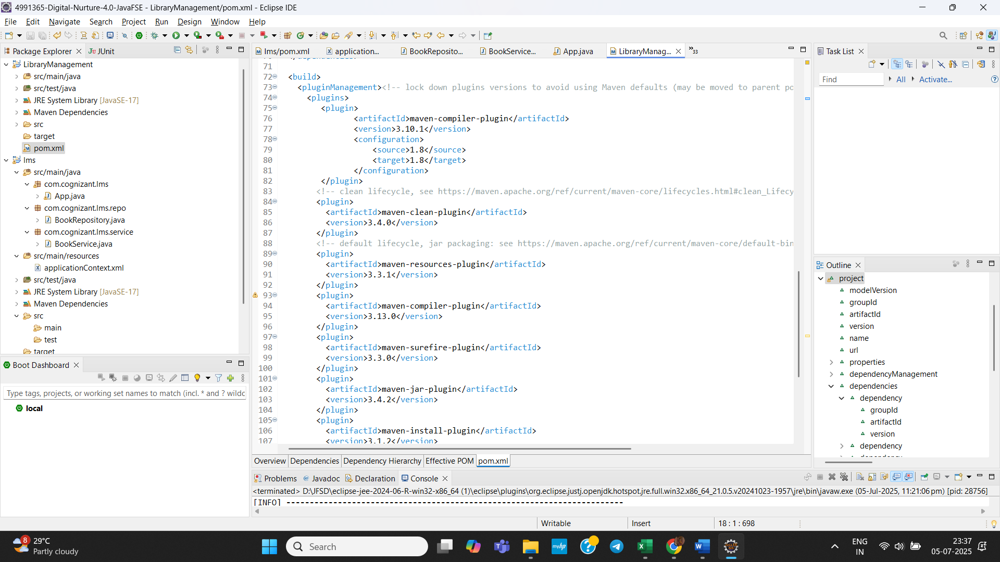 4991365-Digital-Nurture-4.0-JavaFSE - LibraryManagement/pom.xml - Eclipse IDE
File Edit Navigate Search Project Run Design Window Help
Package Explorer
JUnit
LibraryManagement
src/main/java
src/test/java
JRE System Library [JavaSE-17]
Maven Dependencies
src
target
pom.xml
lms
src/main/java
com.cognizant.lms
App.java
com.cognizant.lms.repo
BookRepository.java
com.cognizant.lms.service
BookService.java
src/main/resources
applicationContext.xml
src/test/java
JRE System Library [JavaSE-17]
Maven Dependencies
src
main
test
target
Boot Dashboard
Type tags, projects, or working set names to match (incl. * and ? wildc
local
lms/pom.xml
application...
BookReposito...
BookService...
App.java
LibraryManag...
33
71
72 <build>
73 <pluginManagement><!-- lock down plugins versions to avoid using Maven defaults (may be moved to parent po
74 <plugins>
75 <plugin>
76 <artifactId>maven-compiler-plugin</artifactId>
77 <version>3.10.1</version>
78 <configuration>
79 <source>1.8</source>
80 <target>1.8</target>
81 </configuration>
82 </plugin>
83 <!-- clean lifecycle, see https://maven.apache.org/ref/current/maven-core/lifecycles.html#clean_Lifecy
84 <plugin>
85 <artifactId>maven-clean-plugin</artifactId>
86 <version>3.4.0</version>
87 </plugin>
88 <!-- default lifecycle, jar packaging: see https://maven.apache.org/ref/current/maven-core/default-bin
89 <plugin>
90 <artifactId>maven-resources-plugin</artifactId>
91 <version>3.3.1</version>
92 </plugin>
93 <plugin>
94 <artifactId>maven-compiler-plugin</artifactId>
95 <version>3.13.0</version>
96 </plugin>
97 <plugin>
98 <artifactId>maven-surefire-plugin</artifactId>
99 <version>3.3.0</version>
100 </plugin>
101 <plugin>
102 <artifactId>maven-jar-plugin</artifactId>
103 <version>3.4.2</version>
104 </plugin>
105 <plugin>
106 <artifactId>maven-install-plugin</artifactId>
107 <version>3.1.2</version>
Overview Dependencies Dependency Hierarchy Effective POM pom.xml
Problems Javadoc Declaration Console
<terminated> D:\JFSD\eclipse-jee-2024-06-R-win32-x86_64 (1)\eclipse\plugins\org.eclipse.justj.openjdk.hotspot.jre.full.win32.x86_64_21.0.5.v20241023-1957\jre\bin\javaw.exe (05-Jul-2025, 11:21:06 pm) [pid: 28756]
[INFO] ------------------------------------------------------------------------
Task List
Find
All
Activate...
Outline
project
modelVersion
groupId
artifactId
version
name
url
properties
dependencyManagement
dependencies
dependency
groupId
artifactId
version
dependency
Writable
Insert
18 : 1 : 698
8
29°C
Partly cloudy
Search
myhp
ENG
IN
23:37
05-07-2025